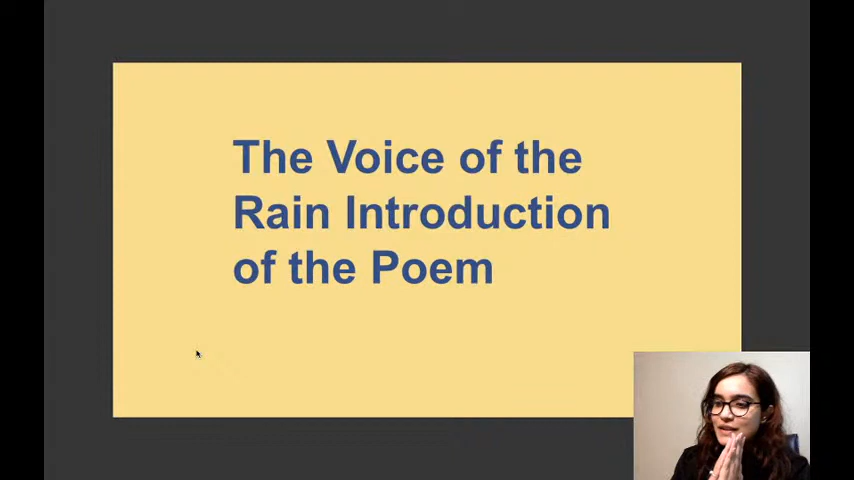 The Voice of the
Rain Introduction
of the Poem